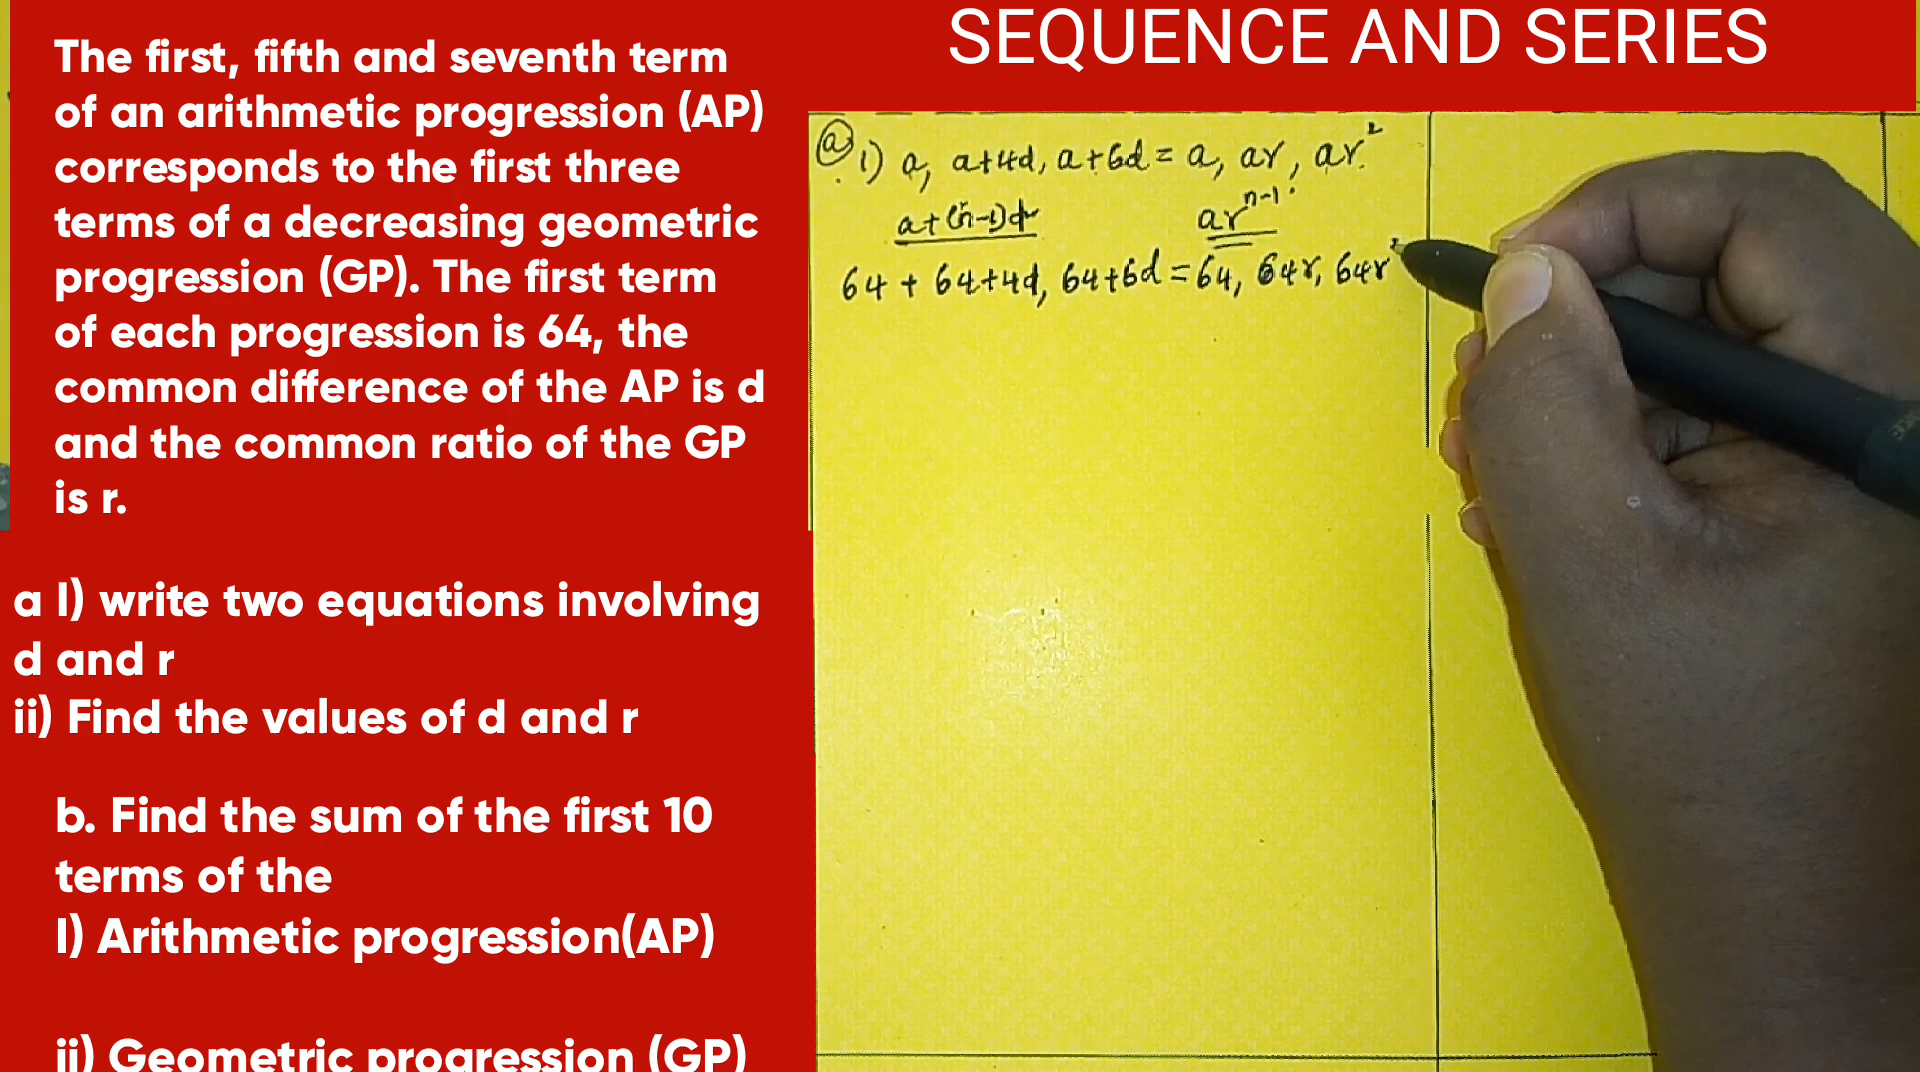 SEQUENCE AND SERIES
The first, fifth and seventh term
of an arithmetic progression (AP)
corresponds to the first three
terms of a decreasing geometric
progression (GP). The first term
of each progression is 64, the
common difference of the AP is d
and the common ratio of the GP
is r.
a I) write two equations involving
d and r
ii) Find the values of d and r
b. Find the sum of the first 10
terms of the
I) Arithmetic progression(AP)
ii) Geometric progression (GP)
(a) i) a, a+4d, a+6d = a, ar, ar²
a+(n-1)d ar^{n-1}
64 + 64+4d, 64+6d = 64, 64r, 64r²